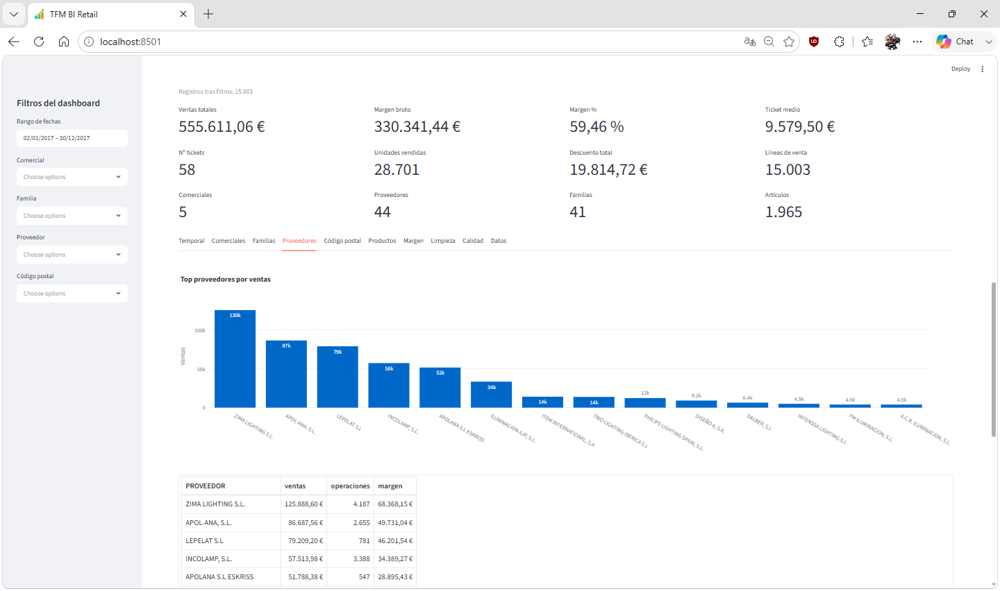 TFM BI Retail
localhost:8501
Chat
Deploy
Filtros del dashboard
Rango de fechas
02/01/2017 – 30/12/2017
Comercial
Choose options
Familia
Choose options
Proveedor
Choose options
Código postal
Choose options
Registros tras filtros: 15.003
Ventas totales
555.611,06 €
Margen bruto
330.341,44 €
Margen %
59,46 %
Ticket medio
9.579,50 €
Nº tickets
58
Unidades vendidas
28.701
Descuento total
19.814,72 €
Líneas de venta
15.003
Comerciales
5
Proveedores
44
Familias
41
Artículos
1.965
Temporal Comerciales Familias Proveedores Código postal Productos Margen Limpieza Calidad Datos
Top proveedores por ventas
Ventas
100k
50k
0
130k
87k
79k
58k
52k
34k
14k
14k
12k
9.2k
6.4k
4.9k
4.0k
4.0k
ZIMA LIGHTING S.L.
APOL-ANA, S.L.
LEPELAT S.L
INCOLAMP, S.L.
APOLANA S.L ESKRISS
ILUMINACION AJP, S.L.
ITEM INTERNATIONAL, S.A
TRIO LIGHTING IBERICA S.L
PHILIPS LIGHTING SPAIN, S.L.
DISEÑO 6, S.A.
DALBER, S.L
INTENSSA LIGHTING S.L
FM ILUMINACION, S.L.
A.C.B. ILUMINACION, S.L.
PROVEEDOR ventas operaciones margen
ZIMA LIGHTING S.L. 125.888,60 € 4.187 68.368,15 €
APOL-ANA, S.L. 86.687,56 € 2.655 49.731,04 €
LEPELAT S.L 79.209,20 € 781 46.201,54 €
INCOLAMP, S.L. 57.513,98 € 3.388 34.389,27 €
APOLANA S.L ESKRISS 51.788,38 € 547 28.895,43 €